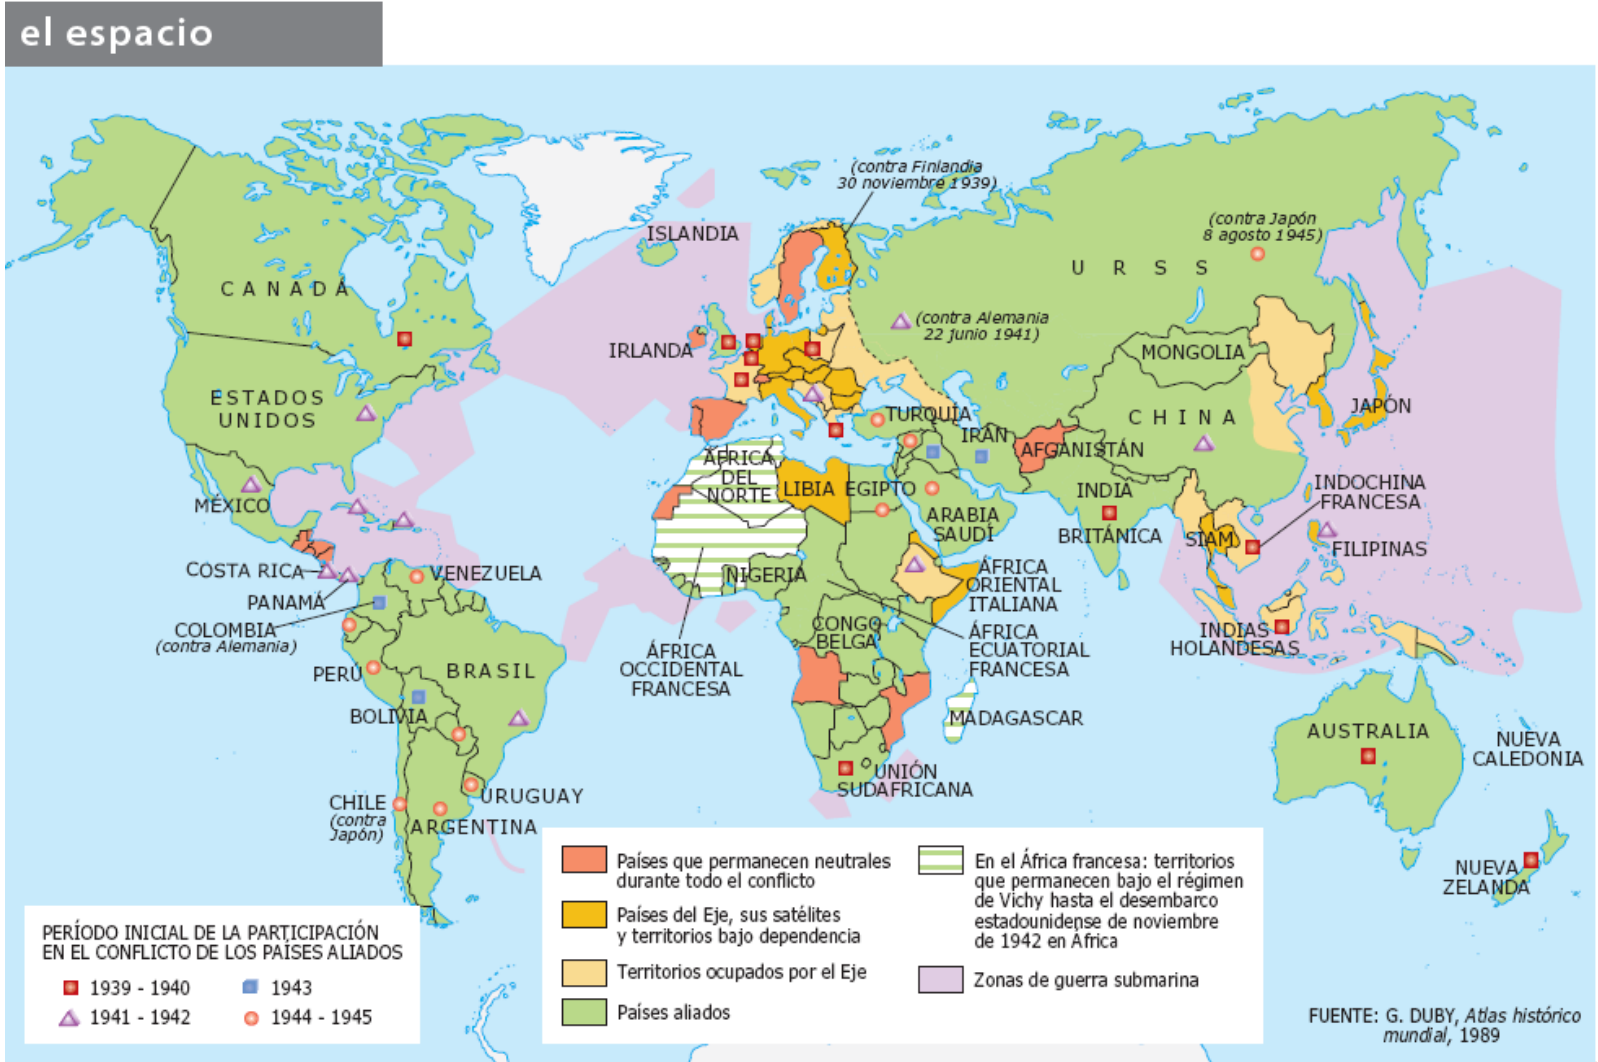 el espacio
(contra Finlandia
30 noviembre 1939)
ISLANDIA
(contra Japón
8 agosto 1945)
CANADÁ
URSS
(contra Alemania
22 junio 1941)
IRLANDA
MONGOLIA
ESTADOS
UNIDOS
TURQUÍA
CHINA
JAPÓN
IRÁN
AFGANISTÁN
ÁFRICA
DEL
NORTE
LIBIA
EGIPTO
INDIA
BRITÁNICA
INDOCHINA
FRANCESA
MÉXICO
ARABIA
SAUDÍ
SIAM
FILIPINAS
COSTA RICA
VENEZUELA
NIGERIA
ÁFRICA
ORIENTAL
ITALIANA
PANAMÁ
COLOMBIA
(contra Alemania)
CONGO
BELGA
ÁFRICA
ECUATORIAL
FRANCESA
INDIAS
HOLANDESAS
ÁFRICA
OCCIDENTAL
FRANCESA
PERÚ
BRASIL
BOLIVIA
MADAGASCAR
AUSTRALIA
NUEVA
CALEDONIA
UNIÓN
SUDAFRICANA
CHILE
(contra
Japón)
URUGUAY
ARGENTINA
NUEVA
ZELANDA
Países que permanecen neutrales
durante todo el conflicto
Países del Eje, sus satélites
y territorios bajo dependencia
Territorios ocupados por el Eje
Países aliados
En el África francesa: territorios
que permanecen bajo el régimen
de Vichy hasta el desembarco
estadounidense de noviembre
de 1942 en África
Zonas de guerra submarina
PERÍODO INICIAL DE LA PARTICIPACIÓN
EN EL CONFLICTO DE LOS PAÍSES ALIADOS
1939 - 1940
1943
1941 - 1942
1944 - 1945
FUENTE: G. DUBY, Atlas histórico
mundial, 1989